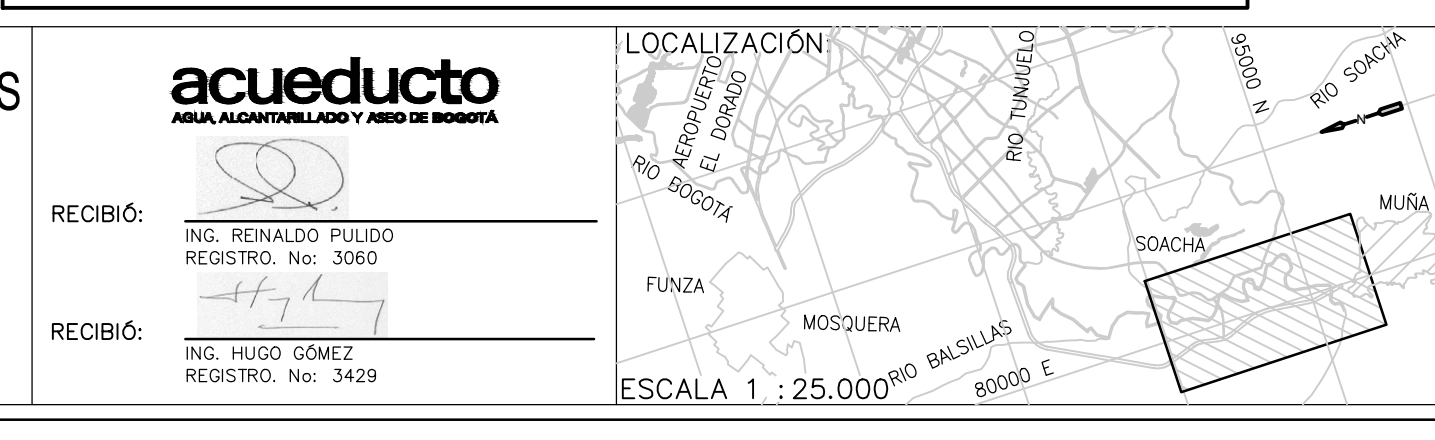 S
acueducto
AGUA, ALCANTARILLADO Y ASEO DE BOGOTÁ
RECIBIÓ:
ING. REINALDO PULIDO
REGISTRO. No: 3060
RECIBIÓ:
ING. HUGO GÓMEZ
REGISTRO. No: 3429
LOCALIZACIÓN:
AEROPUERTO
EL DORADO
RIO BOGOTÁ
RIO TUNJUELO
95000 N
RIO SOACHA
N
MUÑA
SOACHA
FUNZA
MOSQUERA
RIO BALSILLAS
80000 E
ESCALA 1 : 25.000